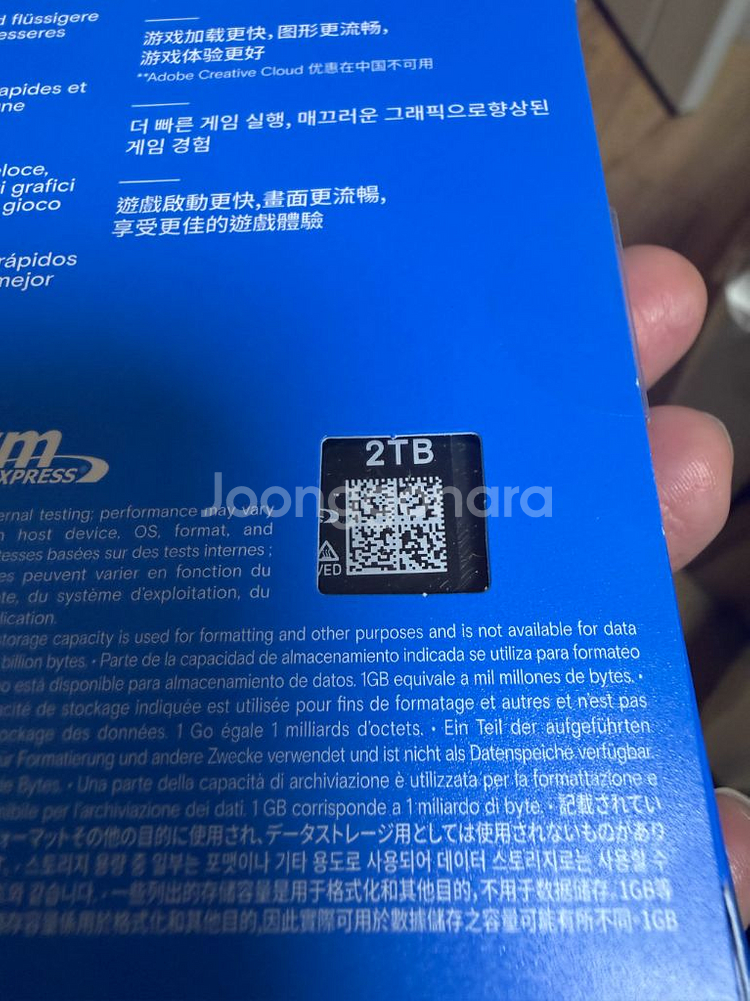 d flüssigere
esseres
apides et
ne
eloce,
i grafici
gioco
rápidos
mejor
游戏加载更快,图形更流畅,
游戏体验更好
**Adobe Creative Cloud 优惠在中国不可用
더 빠른 게임 실행, 매끄러운 그래픽으로향상된
게임 경험
遊戲啟動更快,畫面更流暢,
享受更佳的遊戲體驗
m
XPRESS®
2TB
VED
Joongonara
ernal testing; performance may vary
n host device, OS, format, and
tesses basées sur des tests internes ;
es peuvent varier en fonction du
te, du système d'exploitation, du
lication.
storage capacity is used for formatting and other purposes and is not available for data
billion bytes. • Parte de la capacidad de almacenamiento indicada se utiliza para formateo
o está disponible para almacenamiento de datos. 1GB equivale a mil millones de bytes. •
acité de stockage indiquée est utilisée pour fins de formatage et autres et n'est pas
ockage des données. 1 Go égale 1 milliards d'octets. • Ein Teil der aufgeführten
ür Formatierung und andere Zwecke verwendet und ist nicht als Datenspeiche verfügbar
e Bytes. • Una parte della capacità di archiviazione è utilizzata per la formattazione e
nibile per l'archiviazione dei dati. 1 GB corrisponde a 1 miliardo di byte. • 記載されてい
ォーマットその他の目的に使用され、データストレージ用としては使用されないものがあり
• 스토리지 용량 중 일부는 포맷이나 기타 용도로 사용되어 데이터 스토리지로는 사용할 수
와 같습니다. • 一些列出的存储容量是用于格式化和其他目的, 不用于数据储存。1GB等
存容量係用於格式化和其他目的,因此實際可用於數據儲存之容量可能有所不同。1GB